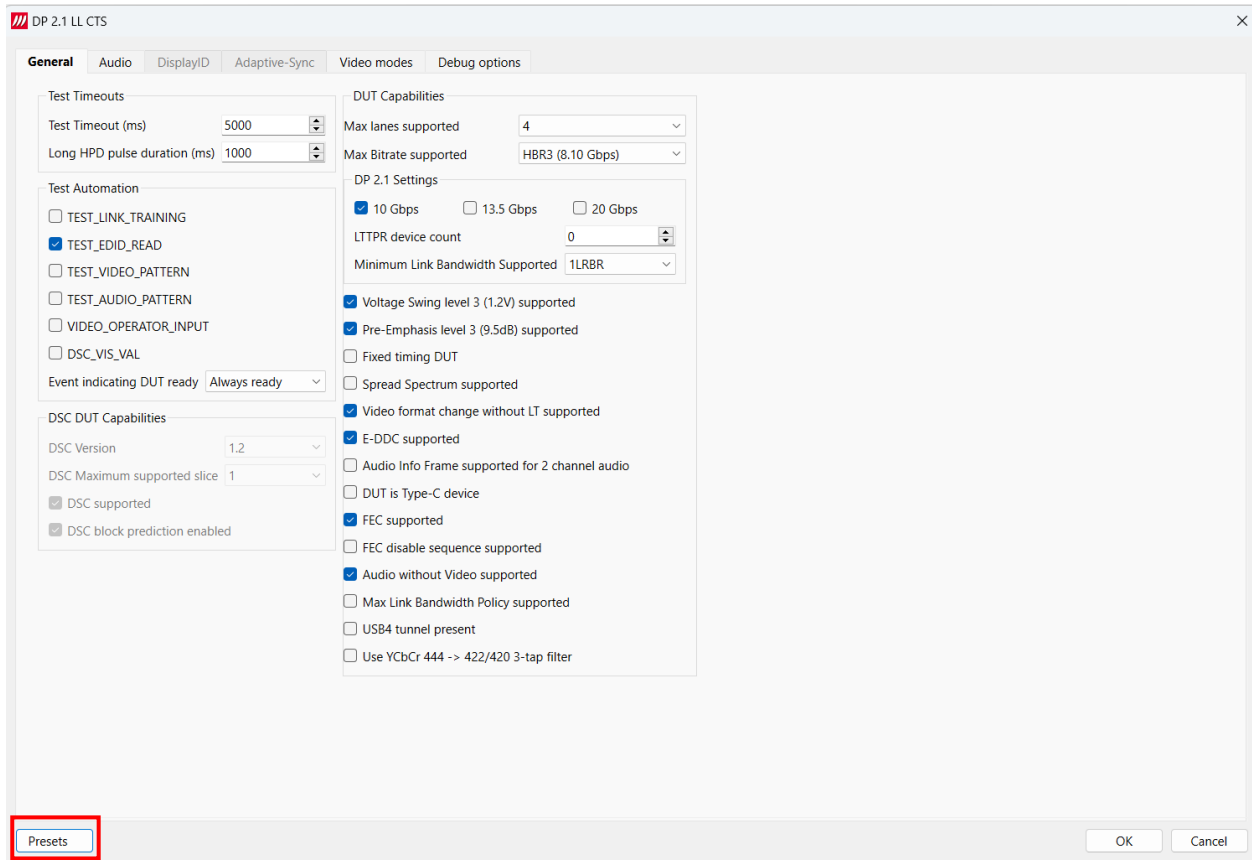 DP 2.1 LL CTS
General Audio DisplayID Adaptive-Sync Video modes Debug options
Test Timeouts
Test Timeout (ms) 5000
Long HPD pulse duration (ms) 1000
Test Automation
TEST_LINK_TRAINING
TEST_EDID_READ
TEST_VIDEO_PATTERN
TEST_AUDIO_PATTERN
VIDEO_OPERATOR_INPUT
DSC_VIS_VAL
Event indicating DUT ready Always ready
DSC DUT Capabilities
DSC Version 1.2
DSC Maximum supported slice 1
DSC supported
DSC block prediction enabled
DUT Capabilities
Max lanes supported 4
Max Bitrate supported HBR3 (8.10 Gbps)
DP 2.1 Settings
10 Gbps 13.5 Gbps 20 Gbps
LTTPR device count 0
Minimum Link Bandwidth Supported 1LRBR
Voltage Swing level 3 (1.2V) supported
Pre-Emphasis level 3 (9.5dB) supported
Fixed timing DUT
Spread Spectrum supported
Video format change without LT supported
E-DDC supported
Audio Info Frame supported for 2 channel audio
DUT is Type-C device
FEC supported
FEC disable sequence supported
Audio without Video supported
Max Link Bandwidth Policy supported
USB4 tunnel present
Use YCbCr 444 -> 422/420 3-tap filter
Presets OK Cancel